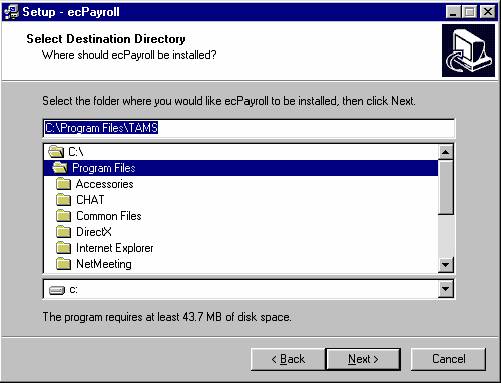 Setup - ecPayroll
Select Destination Directory
Where should ecPayroll be installed?
Select the folder where you would like ecPayroll to be installed, then click Next.
C:\Program Files\TAMS
C:\
Program Files
Accessories
CHAT
Common Files
DirectX
Internet Explorer
NetMeeting
c:
The program requires at least 43.7 MB of disk space.
< Back
Next >
Cancel